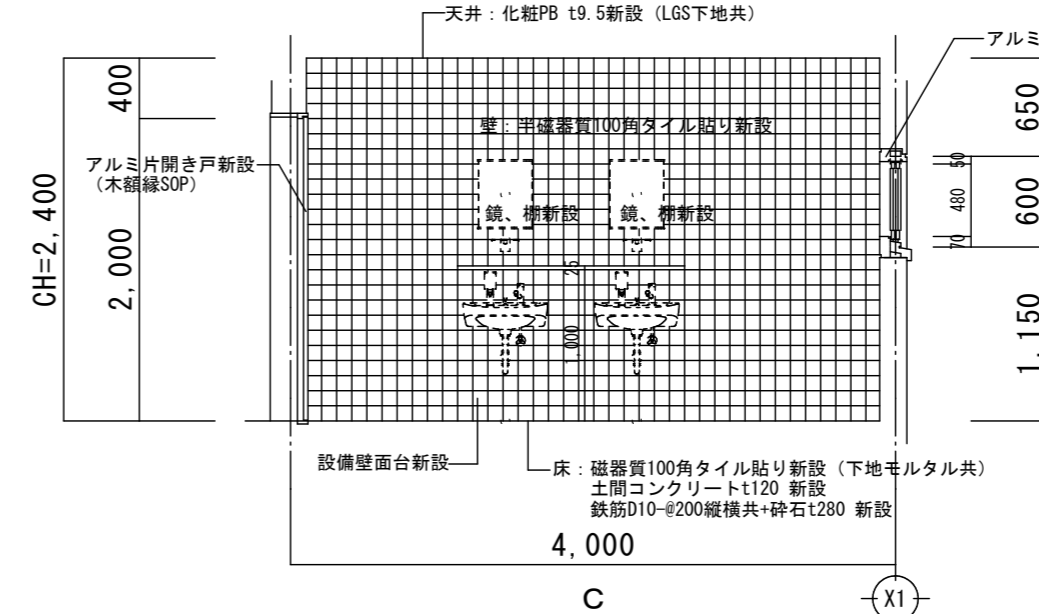 天井：化粧PB t9.5新設（LGS下地共）
アルミ
400
650
壁：半磁器質100角タイル貼り新設
アルミ片開き戸新設
（木額縁SOP）
50
480
600
70
鏡、棚新設
鏡、棚新設
CH=2,400
2,000
25
1,000
1,150
設備壁面台新設
床：磁器質100角タイル貼り新設（下地モルタル共）
土間コンクリートt120 新設
鉄筋D10-@200縦横共+砕石t280 新設
4,000
C
X1